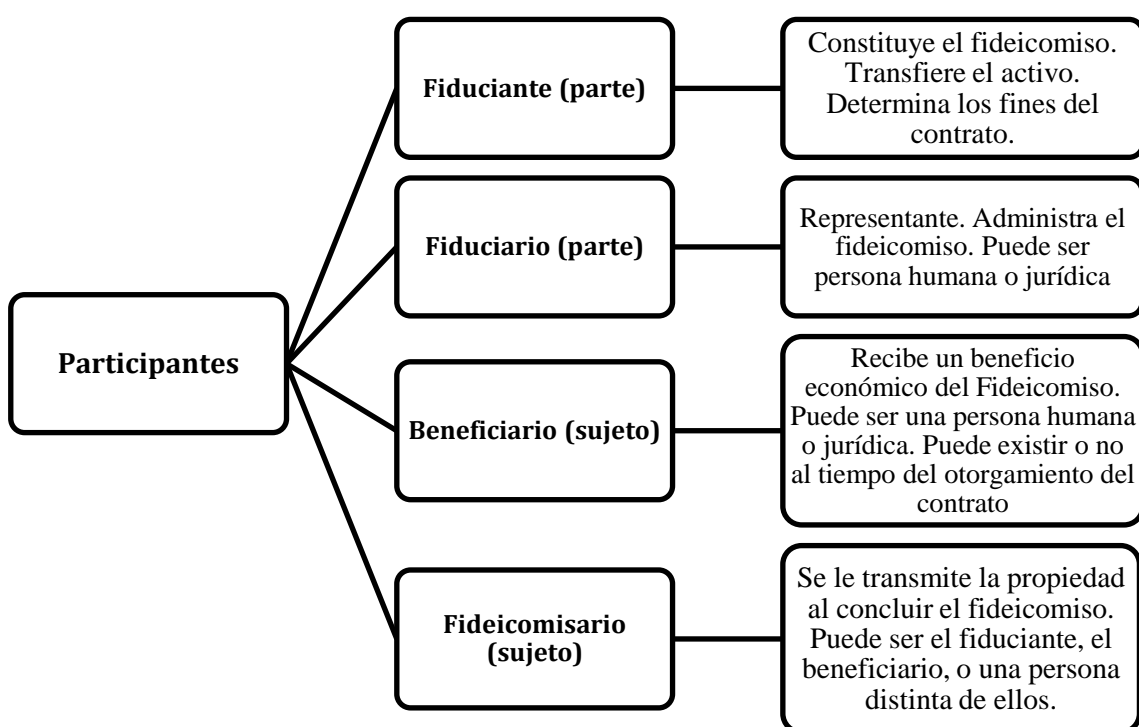 Participantes
Fiduciante (parte)
Constituye el fideicomiso.
Transfiere el activo.
Determina los fines del
contrato.
Fiduciario (parte)
Representante. Administra el
fideicomiso. Puede ser
persona humana o jurídica
Beneficiario (sujeto)
Recibe un beneficio
económico del Fideicomiso.
Puede ser una persona humana
o jurídica. Puede existir o no
al tiempo del otorgamiento del
contrato
Fideicomisario
(sujeto)
Se le transmite la propiedad
al concluir el fideicomiso.
Puede ser el fiduciante, el
beneficiario, o una persona
distinta de ellos.